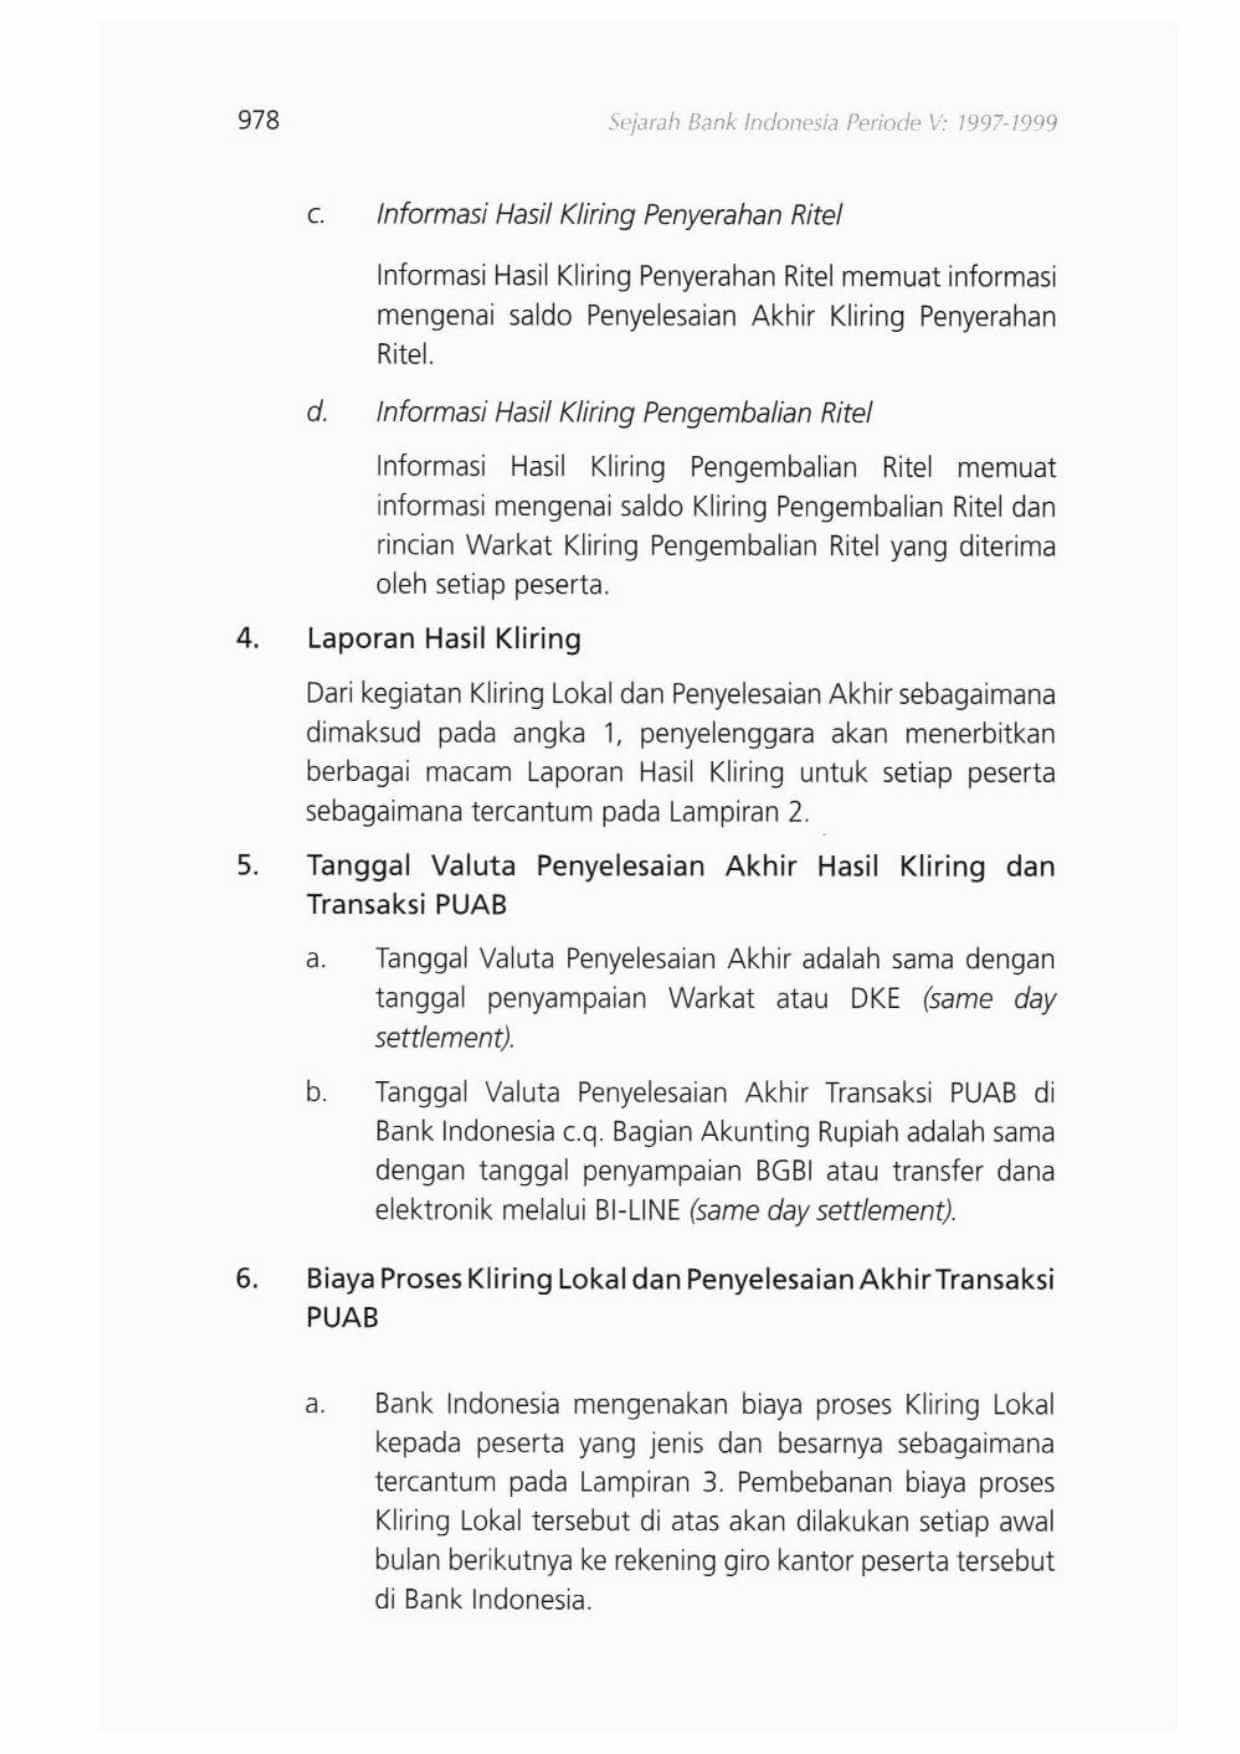 978
Sejarah Bank Indonesia Periode V: 1997-1999
c. Informasi Hasil Kliring Penyerahan Ritel
Informasi Hasil Kliring Penyerahan Ritel memuat informasi
mengenai saldo Penyelesaian Akhir Kliring Penyerahan
Ritel.
d. Informasi Hasil Kliring Pengembalian Ritel
Informasi Hasil Kliring Pengembalian Ritel memuat
informasi mengenai saldo Kliring Pengembalian Ritel dan
rincian Warkat Kliring Pengembalian Ritel yang diterima
oleh setiap peserta.
4. Laporan Hasil Kliring
Dari kegiatan Kliring Lokal dan Penyelesaian Akhir sebagaimana
dimaksud pada angka 1, penyelenggara akan menerbitkan
berbagai macam Laporan Hasil Kliring untuk setiap peserta
sebagaimana tercantum pada Lampiran 2.
5. Tanggal Valuta Penyelesaian Akhir Hasil Kliring dan
Transaksi PUAB
a. Tanggal Valuta Penyelesaian Akhir adalah sama dengan
tanggal penyampaian Warkat atau DKE (same day
settlement).
b. Tanggal Valuta Penyelesaian Akhir Transaksi PUAB di
Bank Indonesia c.q. Bagian Akunting Rupiah adalah sama
dengan tanggal penyampaian BGBI atau transfer dana
elektronik melalui BI-LINE (same day settlement).
6. Biaya Proses Kliring Lokal dan Penyelesaian Akhir Transaksi
PUAB
a. Bank Indonesia mengenakan biaya proses Kliring Lokal
kepada peserta yang jenis dan besarnya sebagaimana
tercantum pada Lampiran 3. Pembebanan biaya proses
Kliring Lokal tersebut di atas akan dilakukan setiap awal
bulan berikutnya ke rekening giro kantor peserta tersebut
di Bank Indonesia.